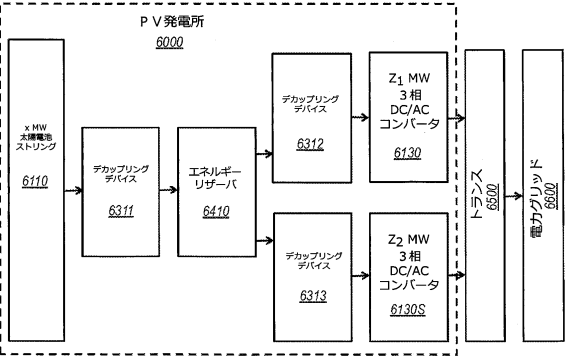 ＰＶ発電所
6000
x MW
太陽電池
ストリング
6110
デカップリング
デバイス
6311
エネルギー
リザーバ
6410
デカップリング
デバイス
6312
Z1 MW
３相
DC/AC
コンバータ
6130
デカップリング
デバイス
6313
Z2 MW
３相
DC/AC
コンバータ
6130S
トランス
6500
電力グリッド
6600